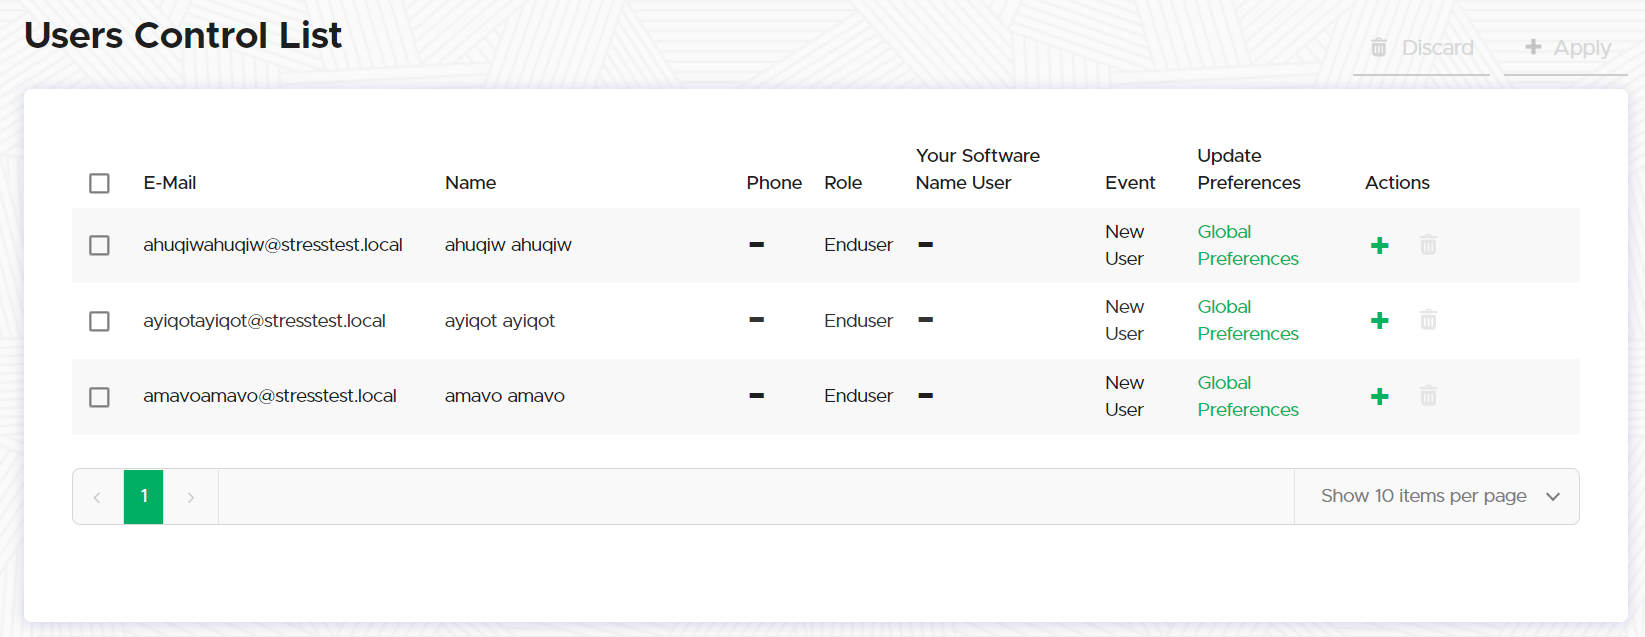 Users Control List
Discard
Apply
Your Software
Update
E-Mail Name Phone Role Name User Event Preferences Actions
New Global
ahuqiwahuqiw@stresstest.local ahuqiw ahuqiw - Enduser -
User Preferences
New Global
ayiqotayiqot@stresstest.local ayiqot ayiqot - Enduser -
User Preferences
New Global
amavoamavo@stresstest.local amavo amavo - Enduser -
User Preferences
< 1 > Show 10 items per page